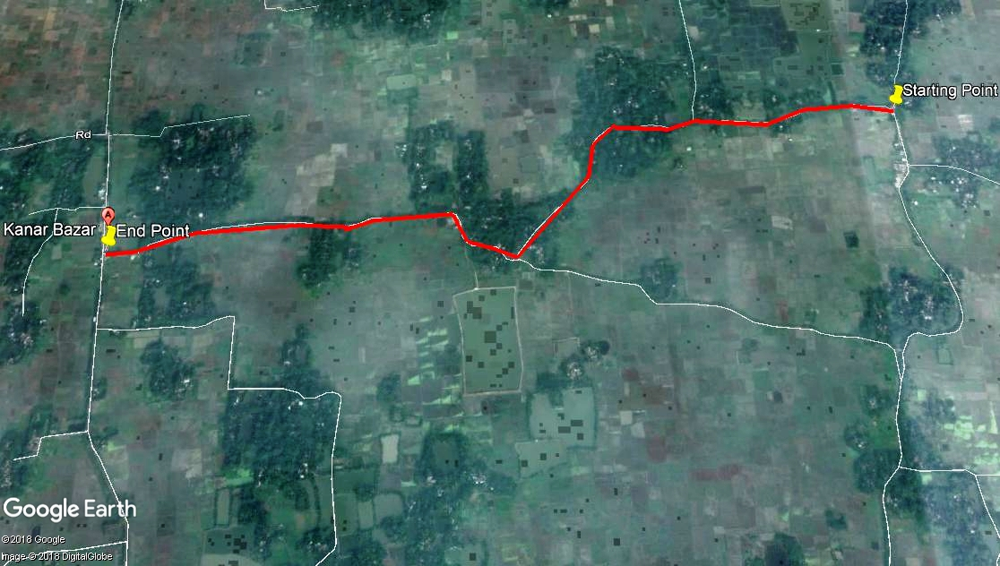 Starting Point
Rd
A
Kanar Bazar
End Point
Google Earth
©2018 Google
Image © 2018 DigitalGlobe